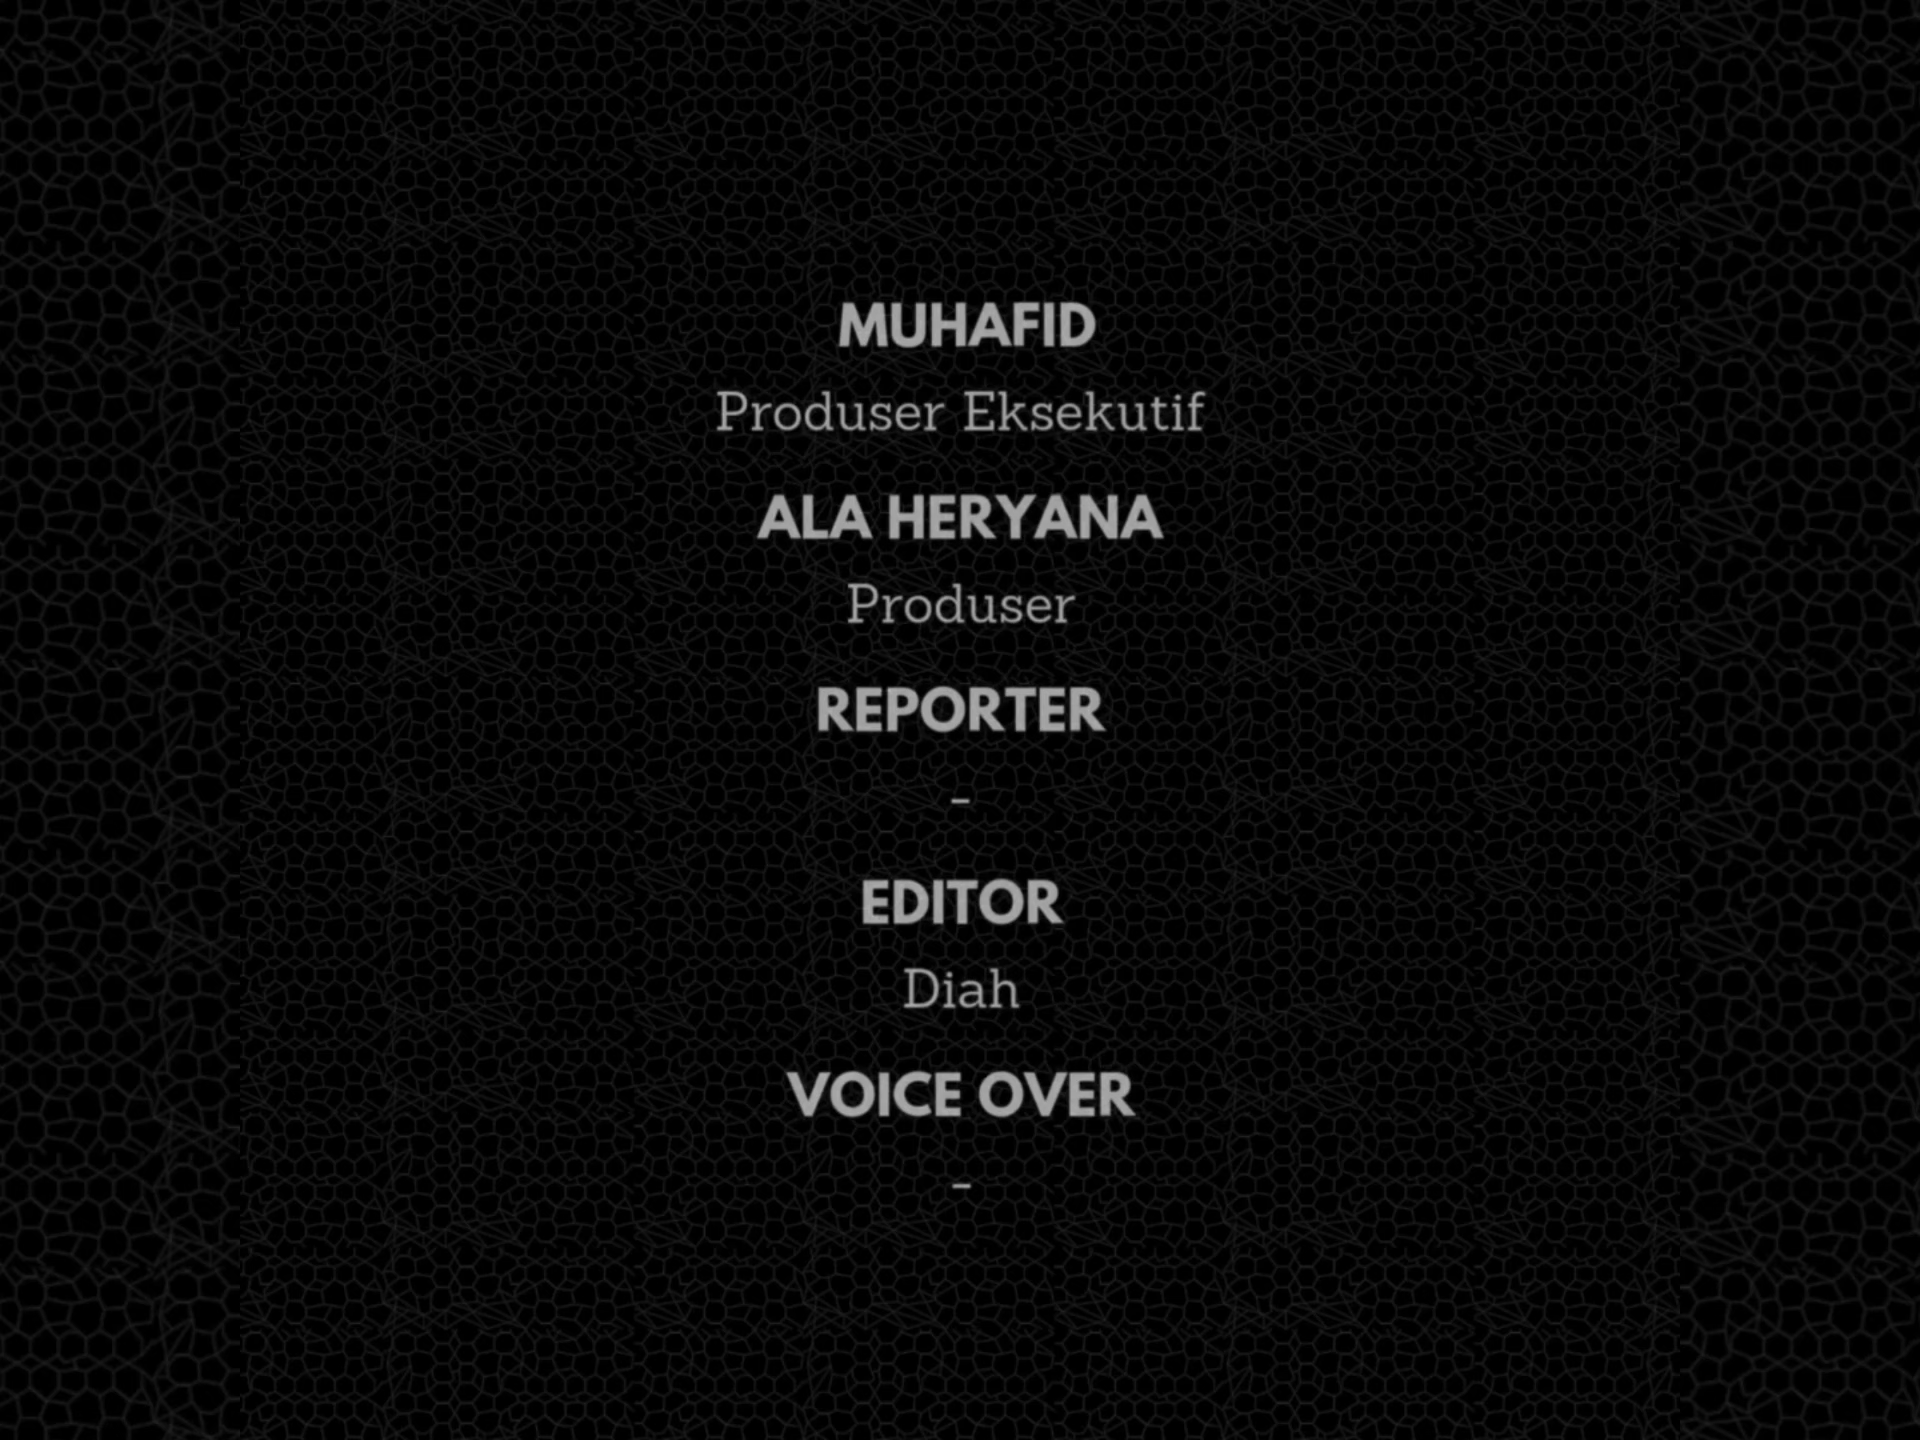 MUHAFID
Produser Eksekutif
ALA HERYANA
Produser
REPORTER
-
EDITOR
Diah
VOICE OVER
-